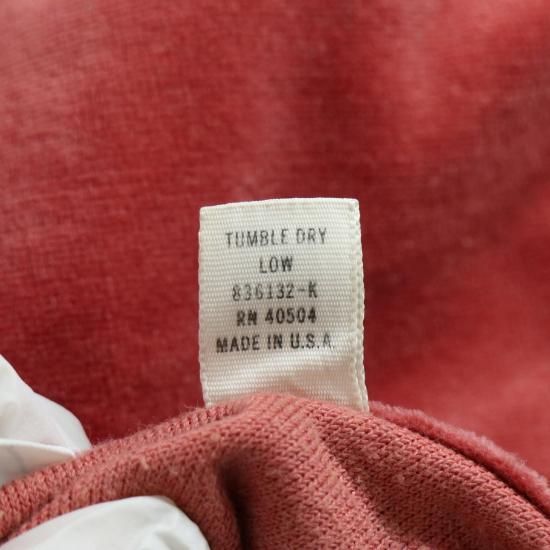 TUMBLE DRY
LOW
836132-K
RN 40504
MADE IN U.S.A.